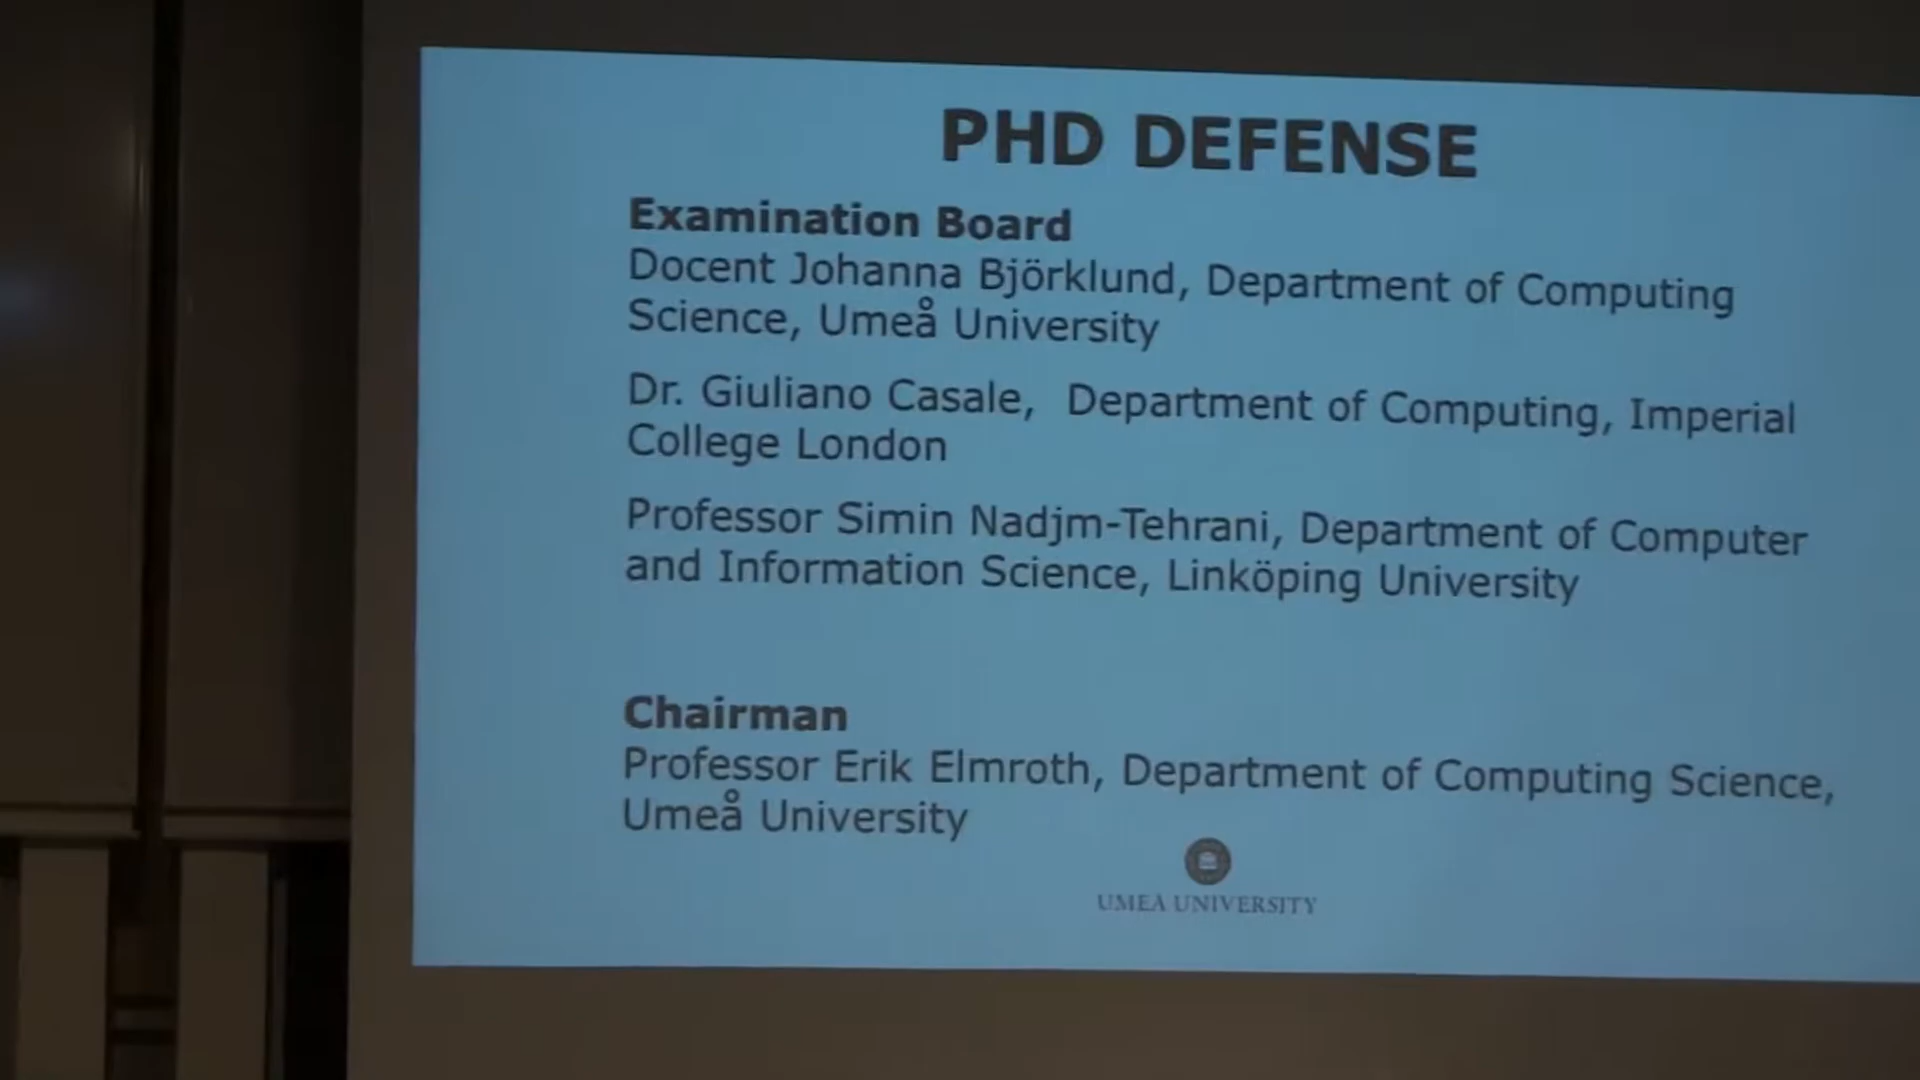 PHD DEFENSE
Examination Board
Docent Johanna Björklund, Department of Computing
Science, Umeå University
Dr. Giuliano Casale, Department of Computing, Imperial
College London
Professor Simin Nadjm-Tehrani, Department of Computer
and Information Science, Linköping University
Chairman
Professor Erik Elmroth, Department of Computing Science,
Umeå University
UMEÅ UNIVERSITY